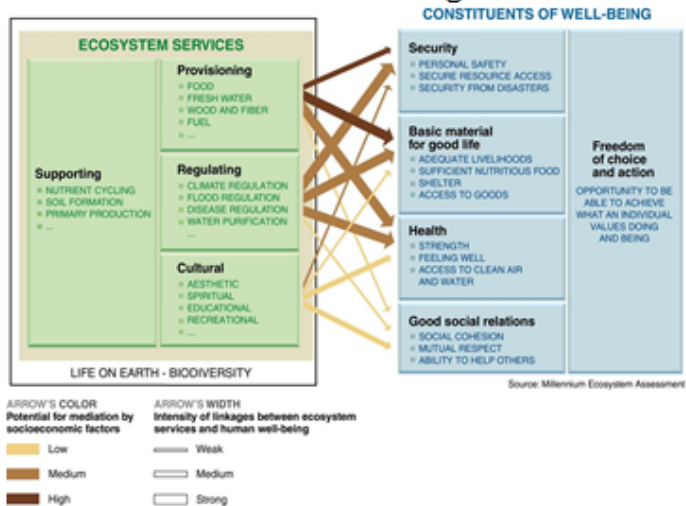 CONSTITUENTS OF WELL-BEING
ECOSYSTEM SERVICES
Provisioning
FOOD
FRESH WATER
WOOD AND FIBER
FUEL
...
Supporting
NUTRIENT CYCLING
SOIL FORMATION
PRIMARY PRODUCTION
...
Regulating
CLIMATE REGULATION
FLOOD REGULATION
DISEASE REGULATION
WATER PURIFICATION
...
Cultural
AESTHETIC
SPIRITUAL
EDUCATIONAL
RECREATIONAL
...
LIFE ON EARTH - BIODIVERSITY
Security
PERSONAL SAFETY
SECURE RESOURCE ACCESS
SECURITY FROM DISASTERS
Basic material
for good life
ADEQUATE LIVELIHOODS
SUFFICIENT NUTRITIOUS FOOD
SHELTER
ACCESS TO GOODS
Health
STRENGTH
FEELING WELL
ACCESS TO CLEAN AIR
AND WATER
Good social relations
SOCIAL COHESION
MUTUAL RESPECT
ABILITY TO HELP OTHERS
Freedom
of choice
and action
OPPORTUNITY TO BE
ABLE TO ACHIEVE
WHAT AN INDIVIDUAL
VALUES DOING
AND BEING
Source: Millennium Ecosystem Assessment
ARROW'S COLOR
Potential for mediation by
socioeconomic factors
Low
Medium
High
ARROW'S WIDTH
Intensity of linkages between ecosystem
services and human well-being
Weak
Medium
Strong